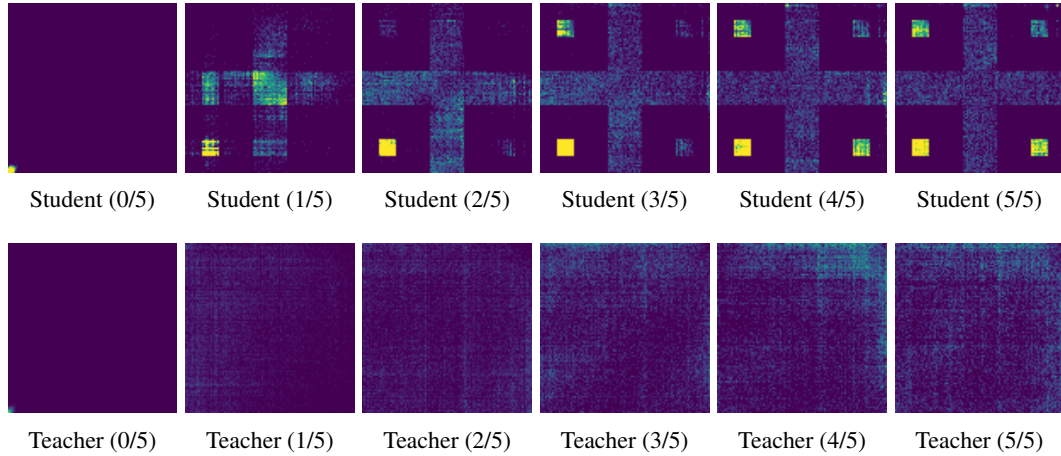 Student (0/5) Student (1/5) Student (2/5) Student (3/5) Student (4/5) Student (5/5)
Teacher (0/5) Teacher (1/5) Teacher (2/5) Teacher (3/5) Teacher (4/5) Teacher (5/5)